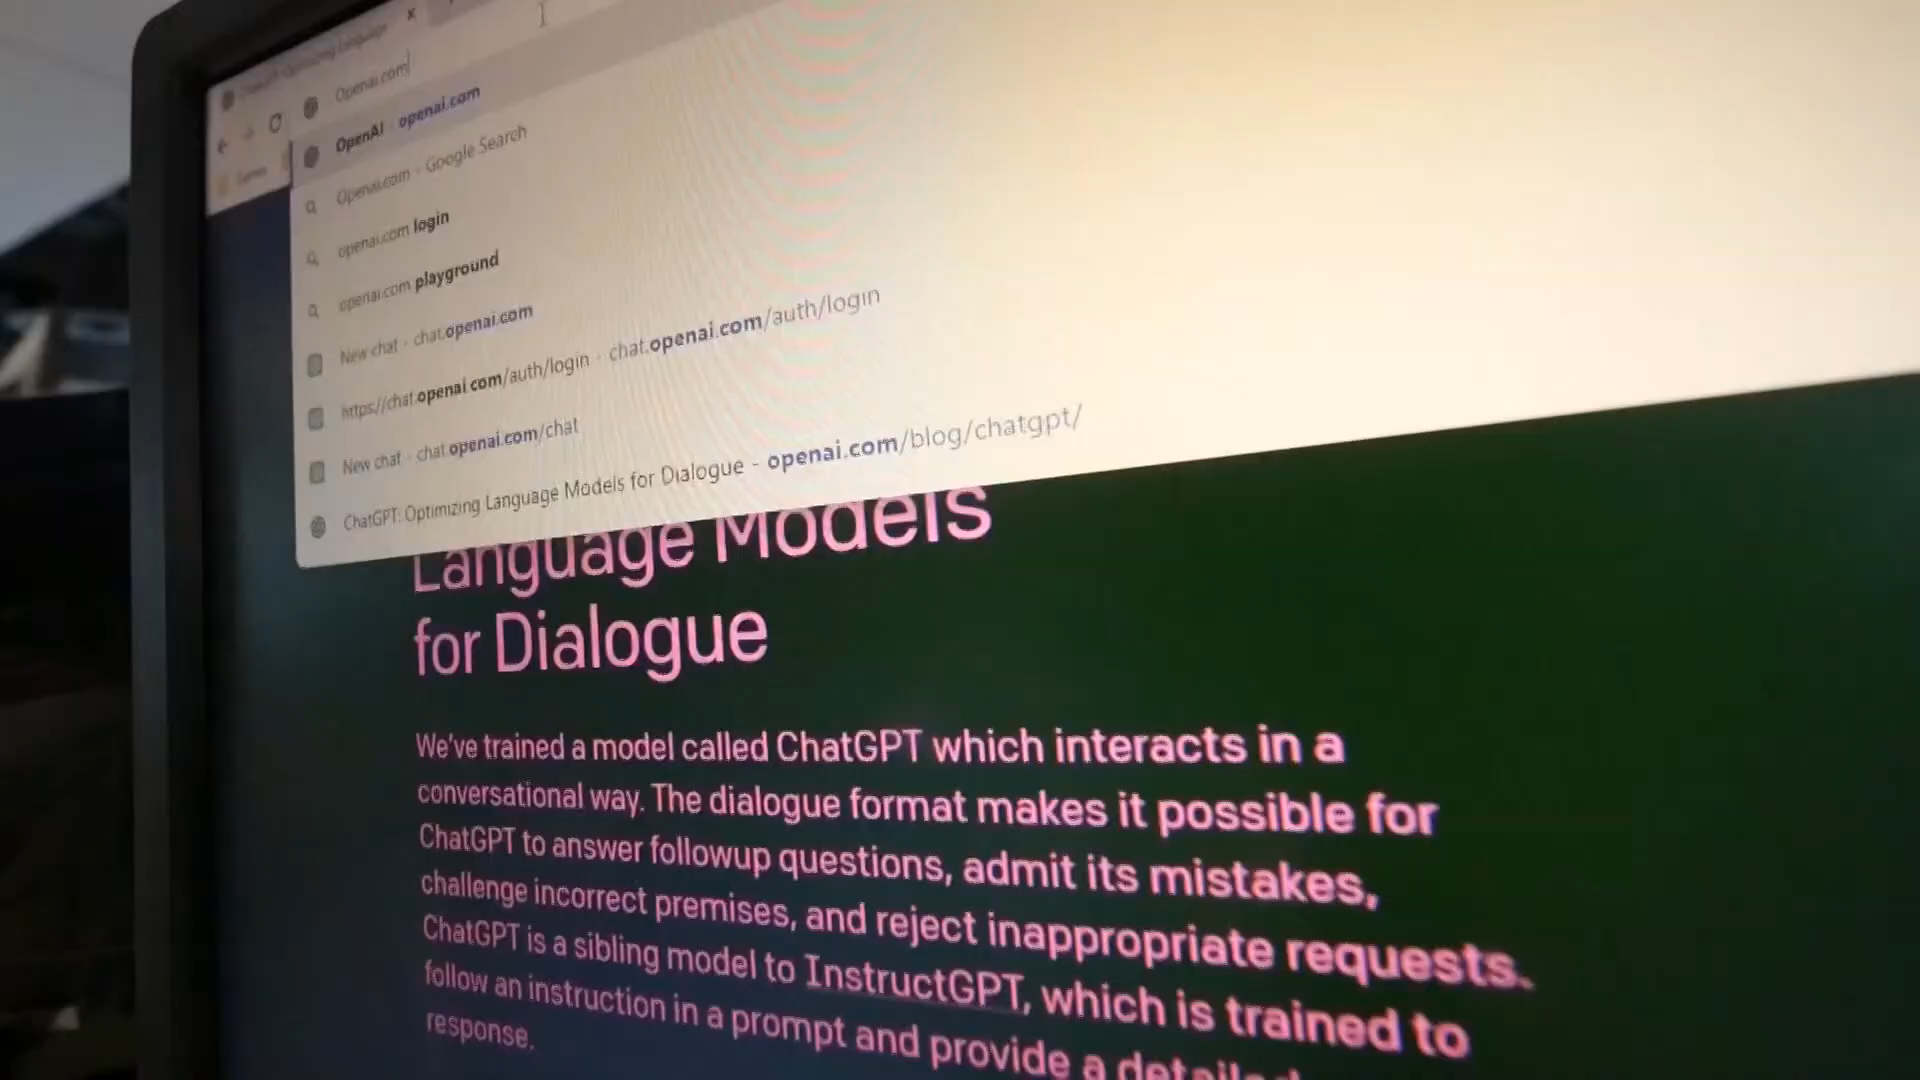 ChatGPT: Optimizing Language
Openai.com
Games
OpenAI openai.com
Openai.com - Google Search
openai.com login
openai.com playground
New chat - chat.openai.com
https://chat.openai.com/auth/login - chat.openai.com/auth/login
New chat - chat.openai.com/chat
ChatGPT: Optimizing Language Models for Dialogue - openai.com/blog/chatgpt/
Language Models
for Dialogue
We've trained a model called ChatGPT which interacts in a
conversational way. The dialogue format makes it possible for
ChatGPT to answer followup questions, admit its mistakes,
challenge incorrect premises, and reject inappropriate requests.
ChatGPT is a sibling model to InstructGPT, which is trained to
follow an instruction in a prompt and provide a detailed
response.